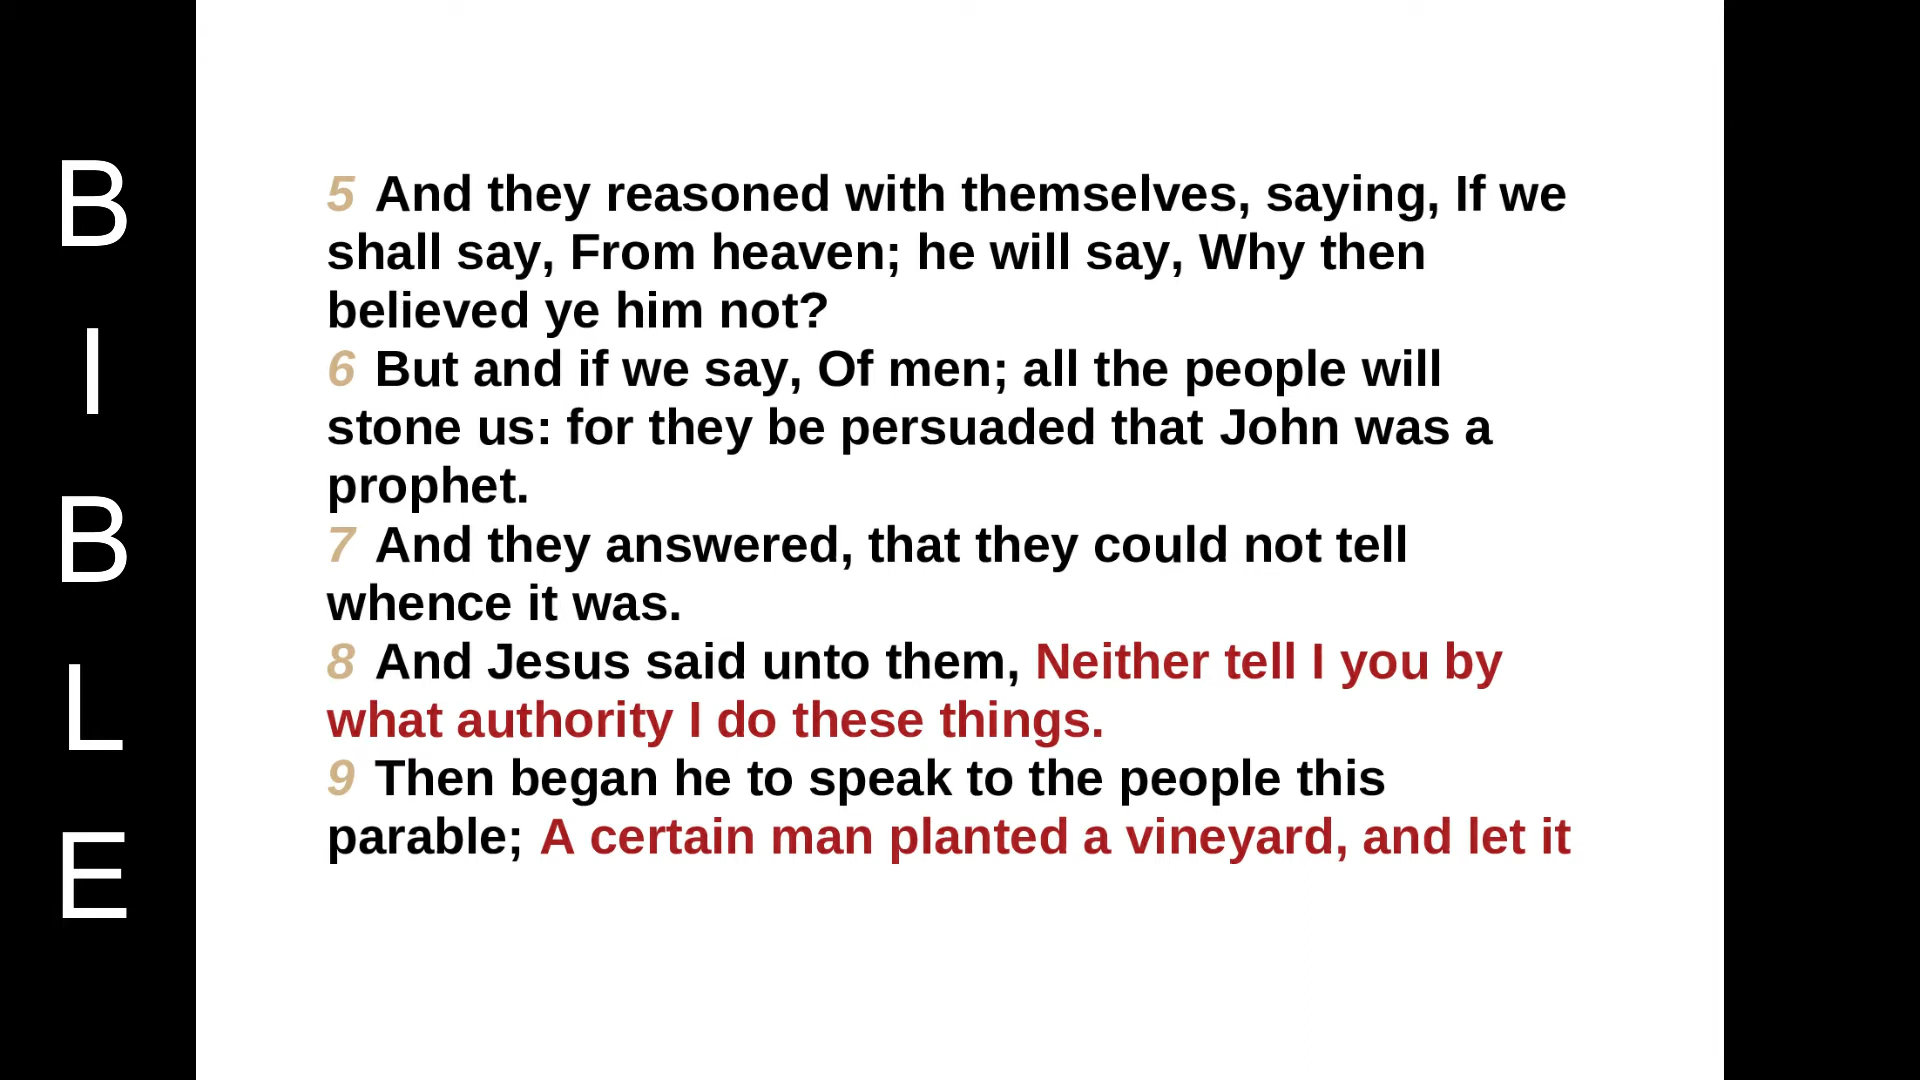 B
I
B
L
E
5 And they reasoned with themselves, saying, If we
shall say, From heaven; he will say, Why then
believed ye him not?
6 But and if we say, Of men; all the people will
stone us: for they be persuaded that John was a
prophet.
7 And they answered, that they could not tell
whence it was.
8 And Jesus said unto them, Neither tell I you by
what authority I do these things.
9 Then began he to speak to the people this
parable; A certain man planted a vineyard, and let it